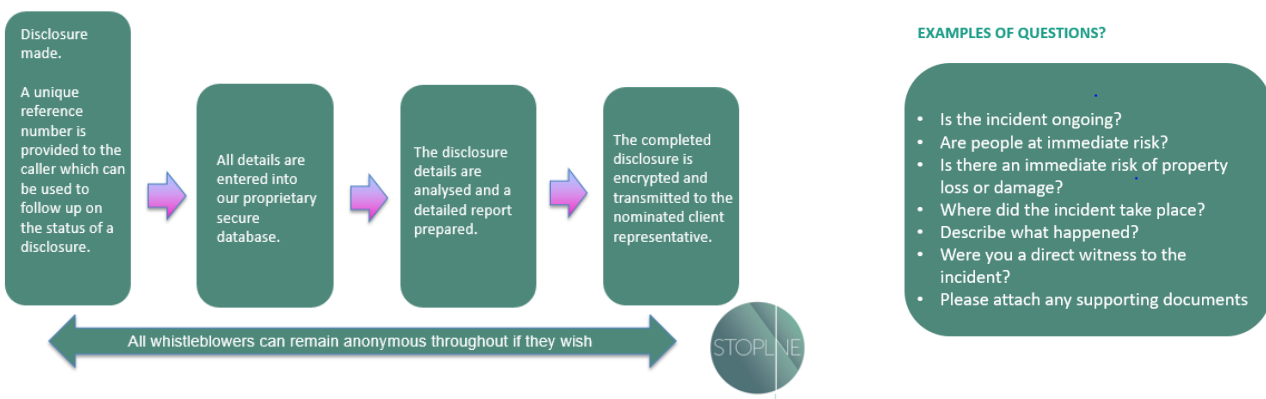 Disclosure
made.
A unique
reference
number is
provided to the
caller which can
be used to
follow up on
the status of a
disclosure.
All details are
entered into
our proprietary
secure
database.
The disclosure
details are
analysed and a
detailed report
prepared.
The completed
disclosure is
encrypted and
transmitted to the
nominated client
representative.
All whistleblowers can remain anonymous throughout if they wish
STOPLINE
EXAMPLES OF QUESTIONS?
• Is the incident ongoing?
• Are people at immediate risk?
• Is there an immediate risk of property
loss or damage?
• Where did the incident take place?
• Describe what happened?
• Were you a direct witness to the
incident?
• Please attach any supporting documents